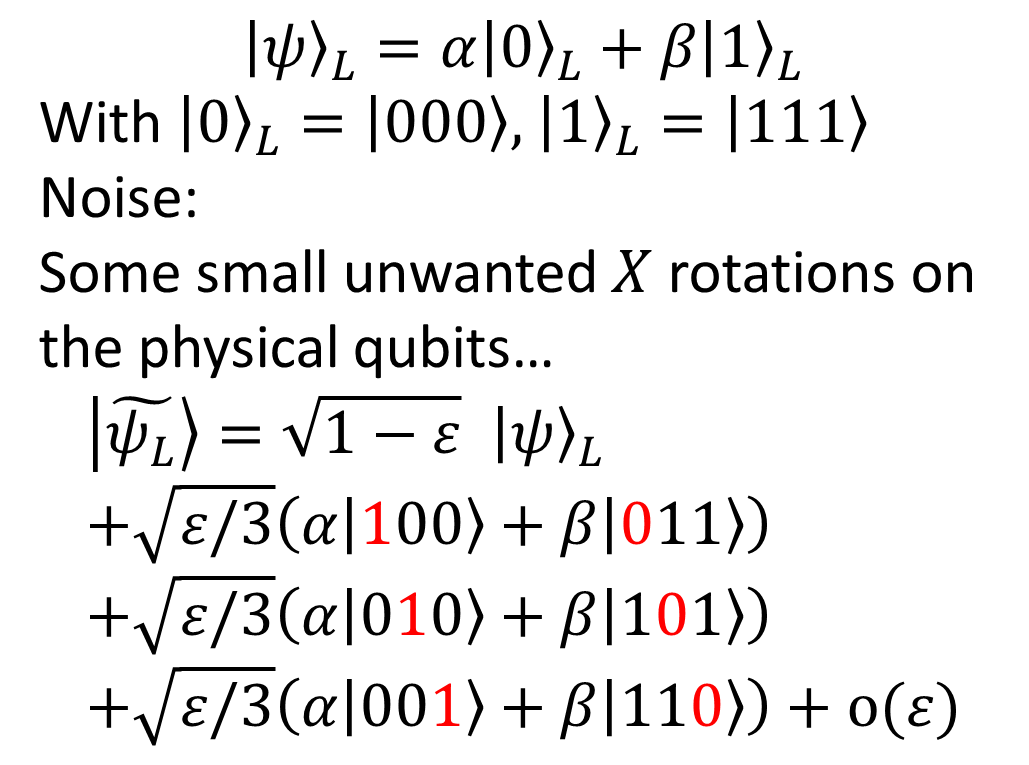 |ψ⟩_L = α|0⟩_L + β|1⟩_L
With |0⟩_L = |000⟩, |1⟩_L = |111⟩
Noise:
Some small unwanted X rotations on
the physical qubits…
|ψ_L~⟩ = √(1 − ε) |ψ⟩_L
+√(ε/3)(α|100⟩ + β|011⟩)
+√(ε/3)(α|010⟩ + β|101⟩)
+√(ε/3)(α|001⟩ + β|110⟩) + o(ε)